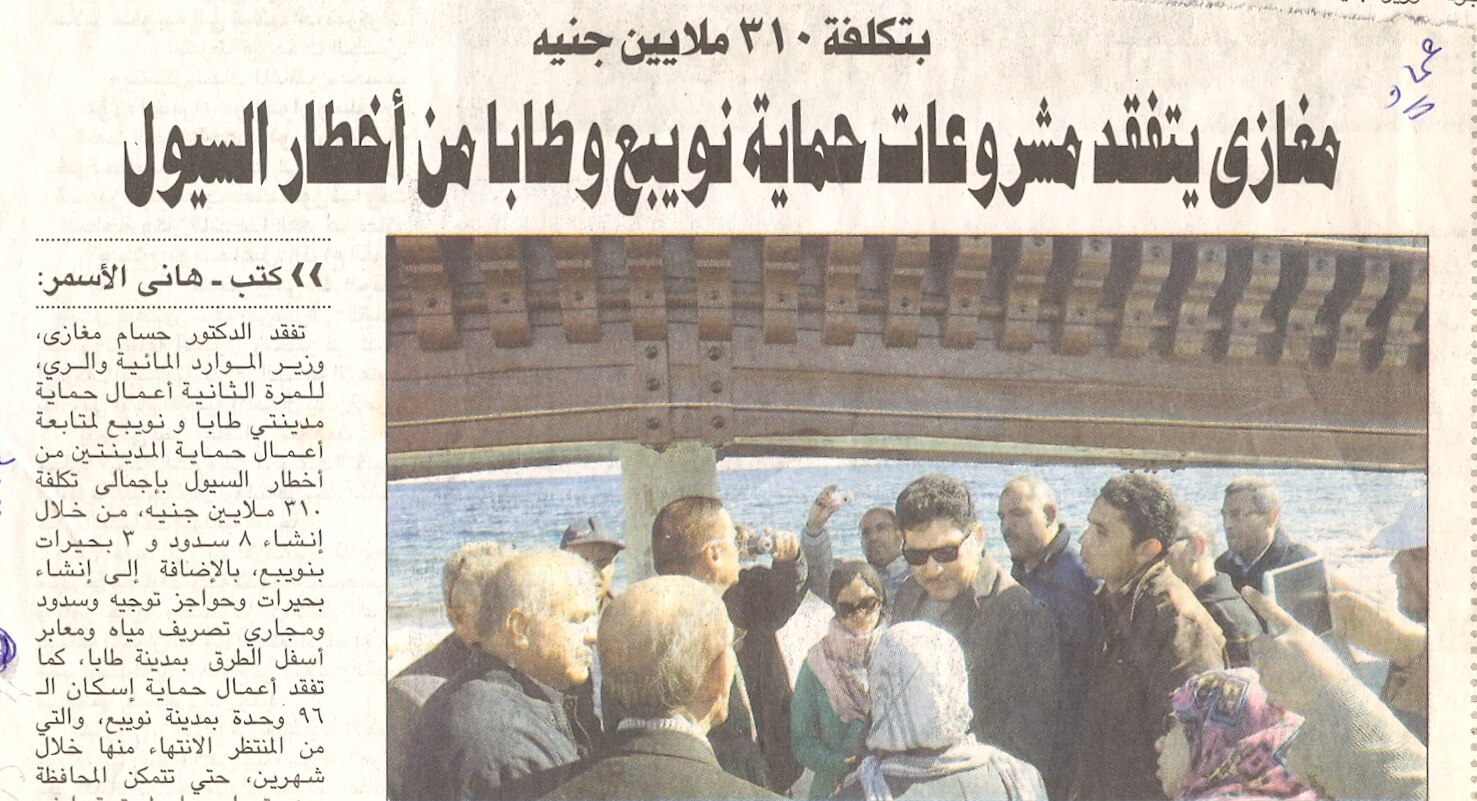 بتكلفة ٣١٠ ملايين جنيه
مغازى يتفقد مشروعات حماية نويبع وطابا من أخطار السيول
عماد
« كتب ـ هانى الأسمر:
تفقد الدكتور حسام مغازى،
وزير الموارد المائية والري،
للمرة الثانية أعمال حماية
مدينتي طابا و نويبع لمتابعة
أعمال حماية المدينتين من
أخطار السيول بإجمالى تكلفة
٣١٠ ملايين جنيه، من خلال
إنشاء ٨ سدود و ٣ بحيرات
بنويبع، بالإضافة إلى إنشاء
بحيرات وحواجز توجيه وسدود
ومجاري تصريف مياه ومعابر
أسفل الطرق بمدينة طابا، كما
تفقد أعمال حماية إسكان الـ
٩٦ وحدة بمدينة نويبع، والتي
من المنتظر الانتهاء منها خلال
شهرين، حتي تتمكن المحافظة